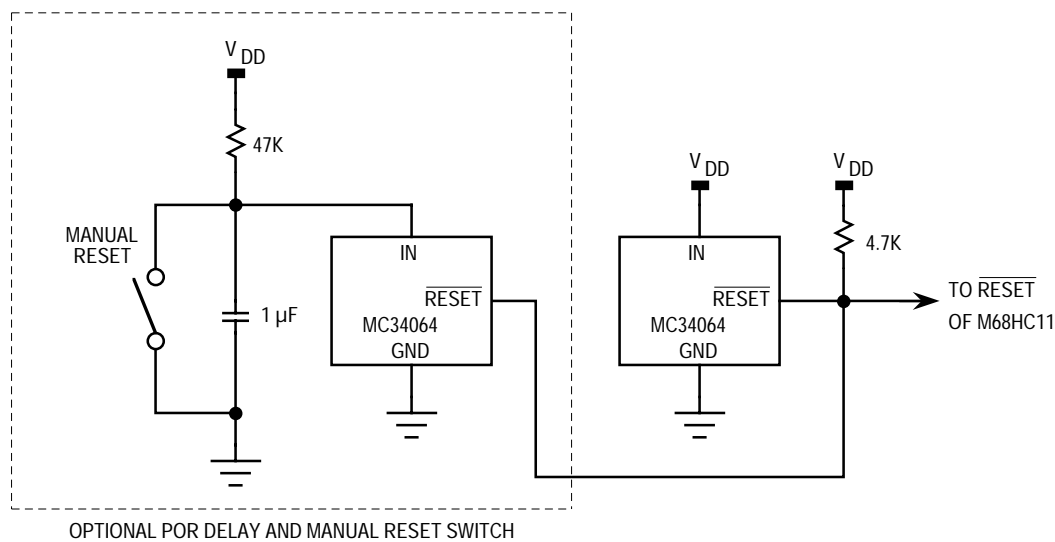 V DD
47K
MANUAL
RESET
1 µF
IN
RESET
MC34064
GND
V DD
IN
RESET
MC34064
GND
V DD
4.7K
TO RESET
OF M68HC11
OPTIONAL POR DELAY AND MANUAL RESET SWITCH